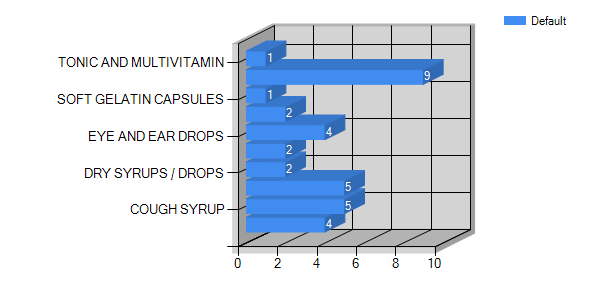 Default
TONIC AND MULTIVITAMIN
1
9
SOFT GELATIN CAPSULES
1
2
EYE AND EAR DROPS
4
2
DRY SYRUPS / DROPS
2
5
COUGH SYRUP
5
4
0 2 4 6 8 10